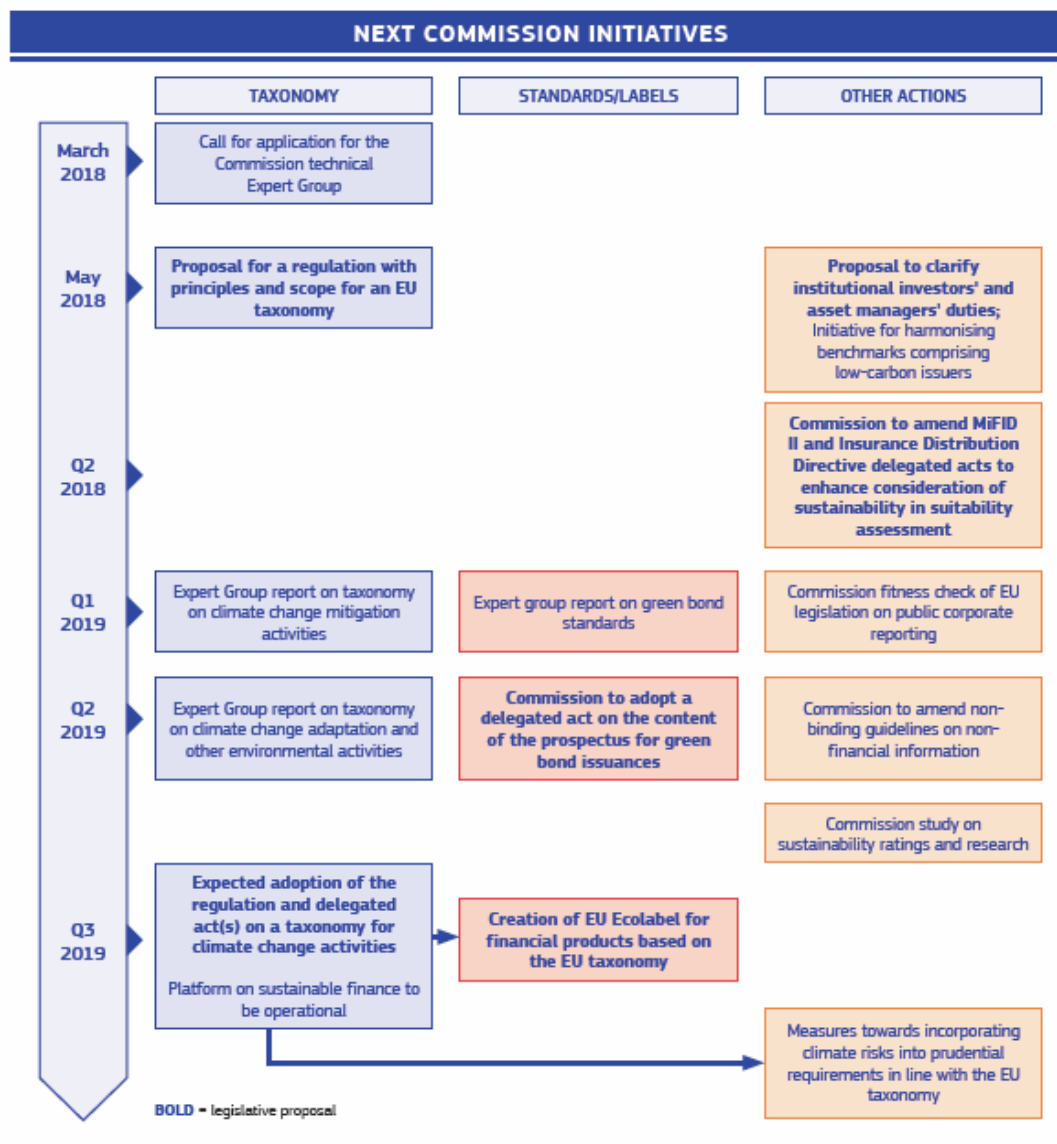 NEXT COMMISSION INITIATIVES
TAXONOMY
STANDARDS/LABELS
OTHER ACTIONS
March
2018
Call for application for the
Commission technical
Expert Group
May
2018
Proposal for a regulation with
principles and scope for an EU
taxonomy
Proposal to clarify
institutional investors' and
asset managers' duties;
Initiative for harmonising
benchmarks comprising
low-carbon issuers
Q2
2018
Commission to amend MiFID
II and Insurance Distribution
Directive delegated acts to
enhance consideration of
sustainability in suitability
assessment
Q1
2019
Expert Group report on taxonomy
on climate change mitigation
activities
Expert group report on green bond
standards
Commission fitness check of EU
legislation on public corporate
reporting
Q2
2019
Expert Group report on taxonomy
on climate change adaptation and
other environmental activities
Commission to adopt a
delegated act on the content
of the prospectus for green
bond issuances
Commission to amend non-
binding guidelines on non-
financial information
Commission study on
sustainability ratings and research
Q3
2019
Expected adoption of the
regulation and delegated
act(s) on a taxonomy for
climate change activities
Platform on sustainable finance to
be operational
Creation of EU Ecolabel for
financial products based on
the EU taxonomy
Measures towards incorporating
climate risks into prudential
requirements in line with the EU
taxonomy
BOLD = legislative proposal